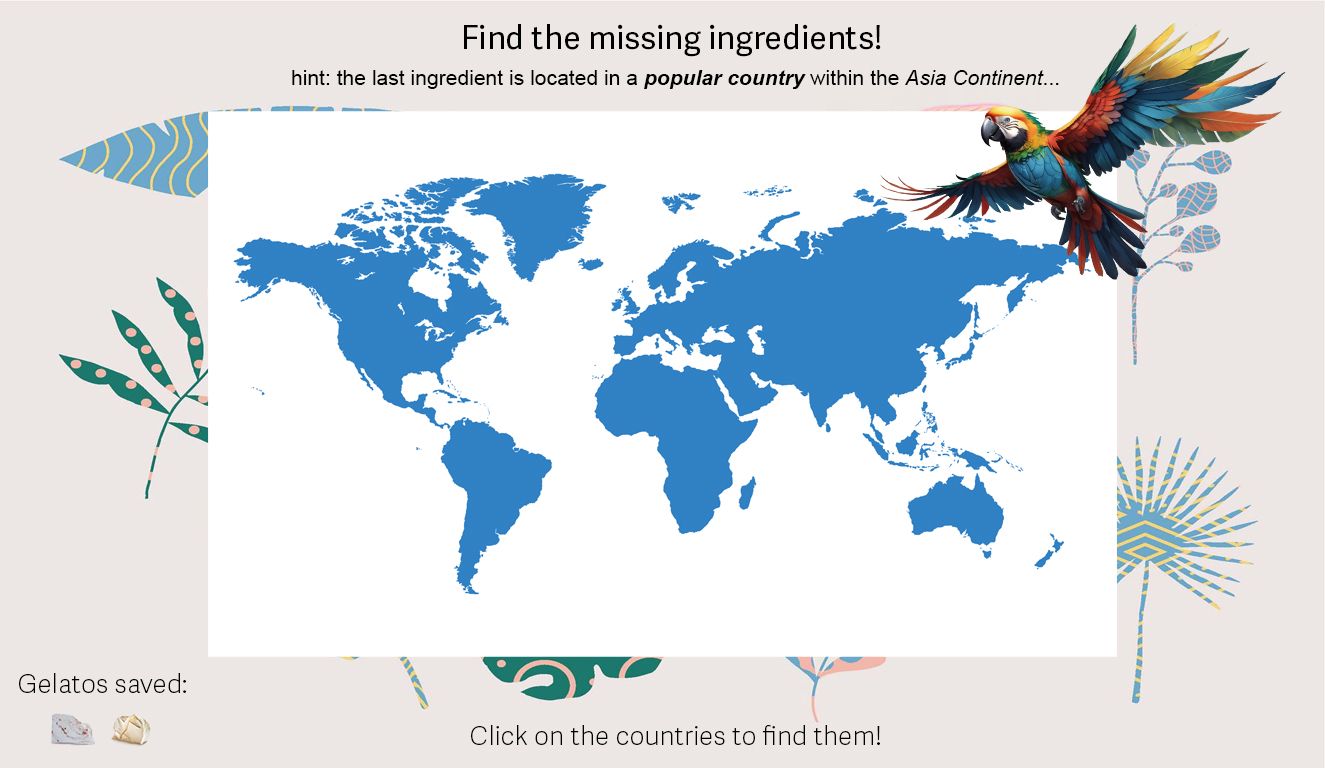 Find the missing ingredients!
hint: the last ingredient is located in a popular country within the Asia Continent...
Gelatos saved:
Click on the countries to find them!